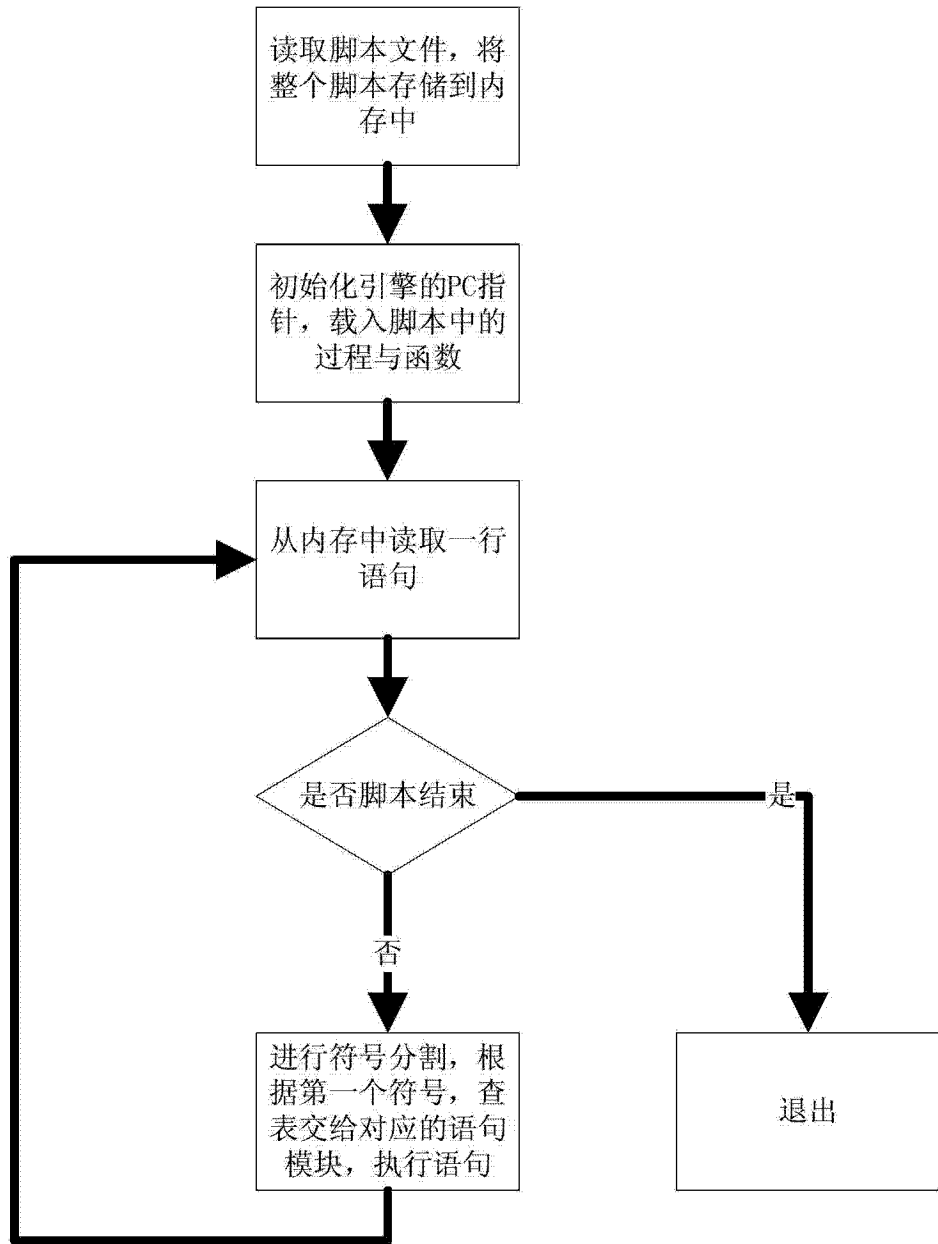 读取脚本文件，将
整个脚本存储到内
存中
初始化引擎的PC指
针，载入脚本中的
过程与函数
从内存中读取一行
语句
是否脚本结束
是
否
进行符号分割，根
据第一个符号，查
表交给对应的语句
模块，执行语句
退出